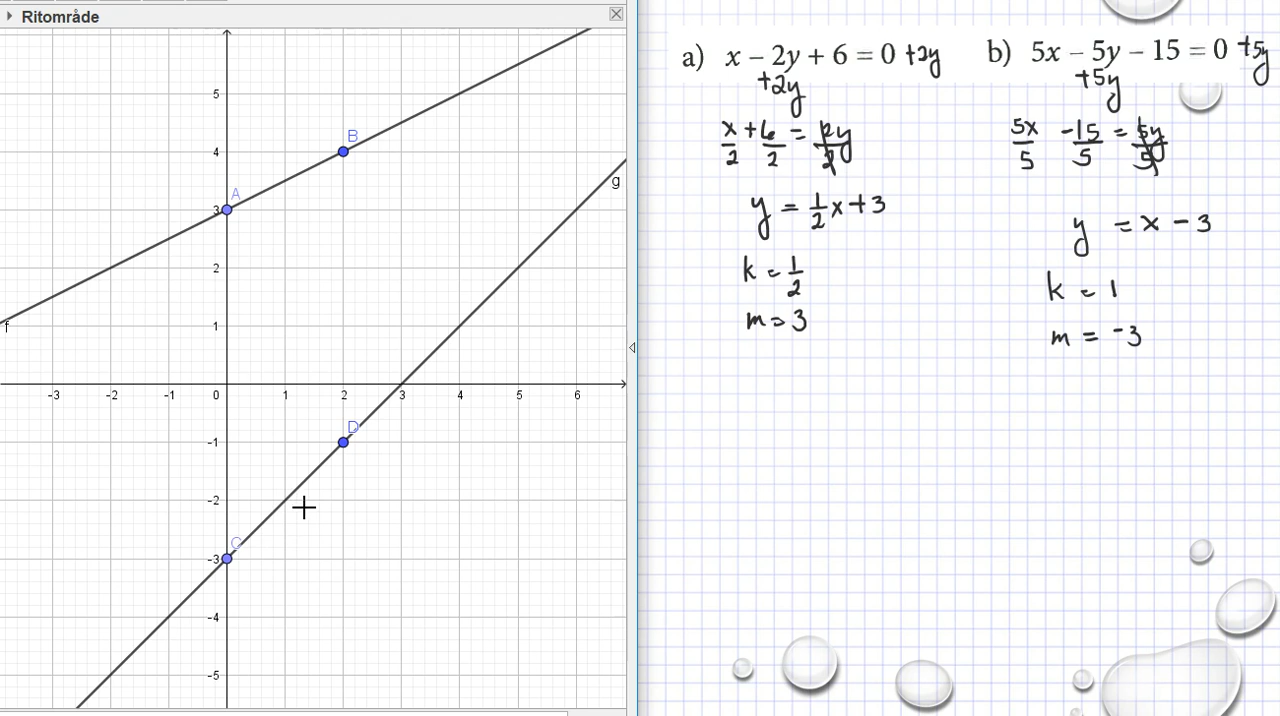 Ritområde
5
4
3
2
1
-3 -2 -1 0 1 2 3 4 5 6
-1
-2
-3
-4
-5
A
B
C
D
f
g
a) x – 2y + 6 = 0 +2y
+2y
x/2 + 6/2 = 2y/2
y = 1/2 x + 3
k = 1/2
m = 3
b) 5x – 5y – 15 = 0 +5y
+5y
5x/5 -15/5 = 5y/5
y = x - 3
k = 1
m = -3